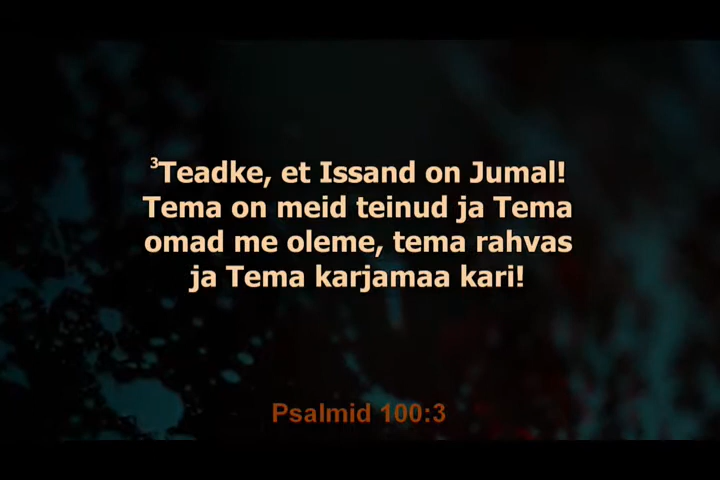 ³Teadke, et Issand on Jumal!
Tema on meid teinud ja Tema
omad me oleme, tema rahvas
ja Tema karjamaa kari!
Psalmid 100:3